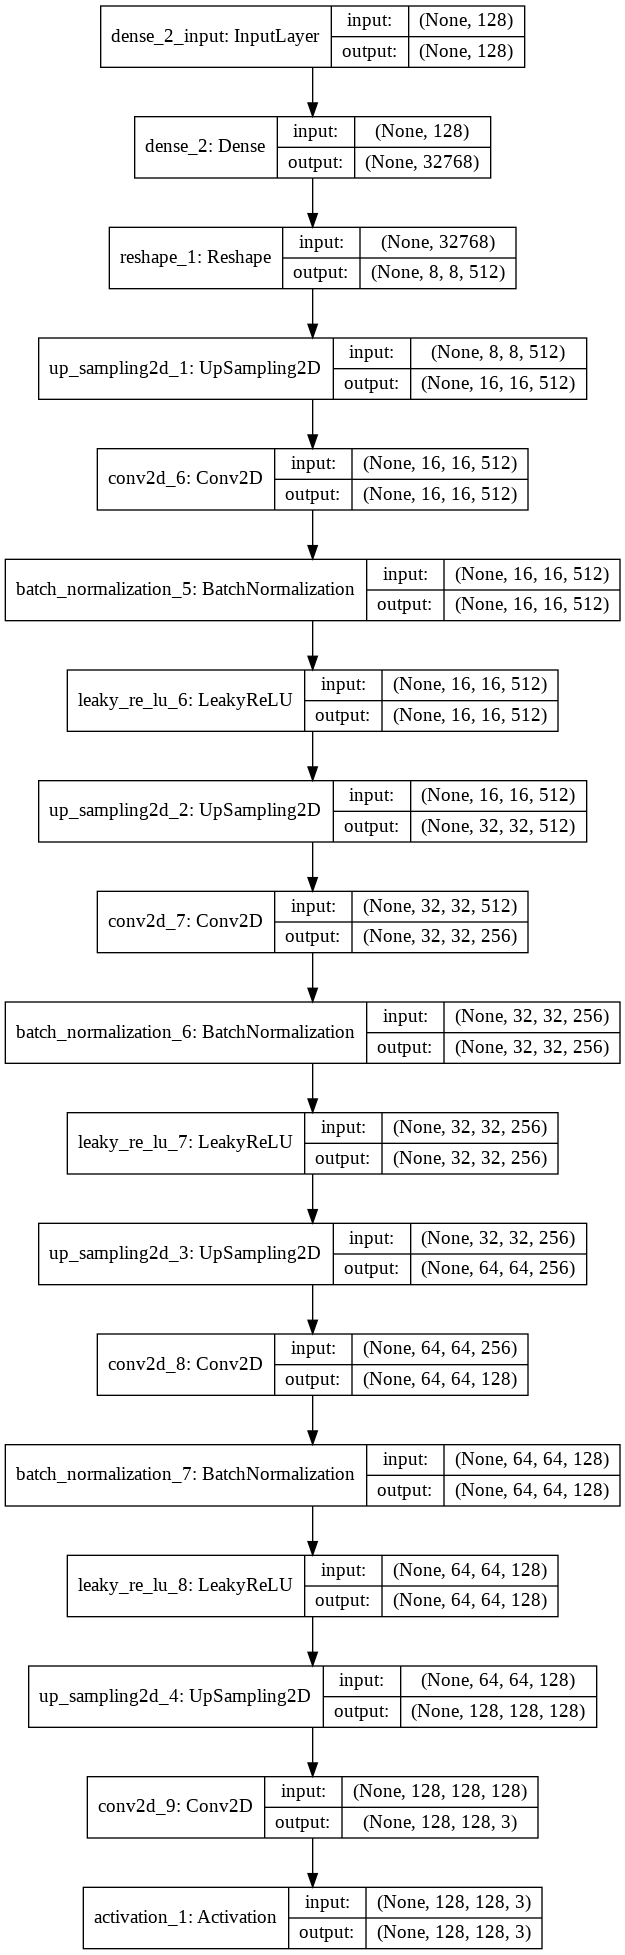 dense_2_input: InputLayer input: (None, 128)
output: (None, 128)
dense_2: Dense input: (None, 128)
output: (None, 32768)
reshape_1: Reshape input: (None, 32768)
output: (None, 8, 8, 512)
up_sampling2d_1: UpSampling2D input: (None, 8, 8, 512)
output: (None, 16, 16, 512)
conv2d_6: Conv2D input: (None, 16, 16, 512)
output: (None, 16, 16, 512)
batch_normalization_5: BatchNormalization input: (None, 16, 16, 512)
output: (None, 16, 16, 512)
leaky_re_lu_6: LeakyReLU input: (None, 16, 16, 512)
output: (None, 16, 16, 512)
up_sampling2d_2: UpSampling2D input: (None, 16, 16, 512)
output: (None, 32, 32, 512)
conv2d_7: Conv2D input: (None, 32, 32, 512)
output: (None, 32, 32, 256)
batch_normalization_6: BatchNormalization input: (None, 32, 32, 256)
output: (None, 32, 32, 256)
leaky_re_lu_7: LeakyReLU input: (None, 32, 32, 256)
output: (None, 32, 32, 256)
up_sampling2d_3: UpSampling2D input: (None, 32, 32, 256)
output: (None, 64, 64, 256)
conv2d_8: Conv2D input: (None, 64, 64, 256)
output: (None, 64, 64, 128)
batch_normalization_7: BatchNormalization input: (None, 64, 64, 128)
output: (None, 64, 64, 128)
leaky_re_lu_8: LeakyReLU input: (None, 64, 64, 128)
output: (None, 64, 64, 128)
up_sampling2d_4: UpSampling2D input: (None, 64, 64, 128)
output: (None, 128, 128, 128)
conv2d_9: Conv2D input: (None, 128, 128, 128)
output: (None, 128, 128, 3)
activation_1: Activation input: (None, 128, 128, 3)
output: (None, 128, 128, 3)